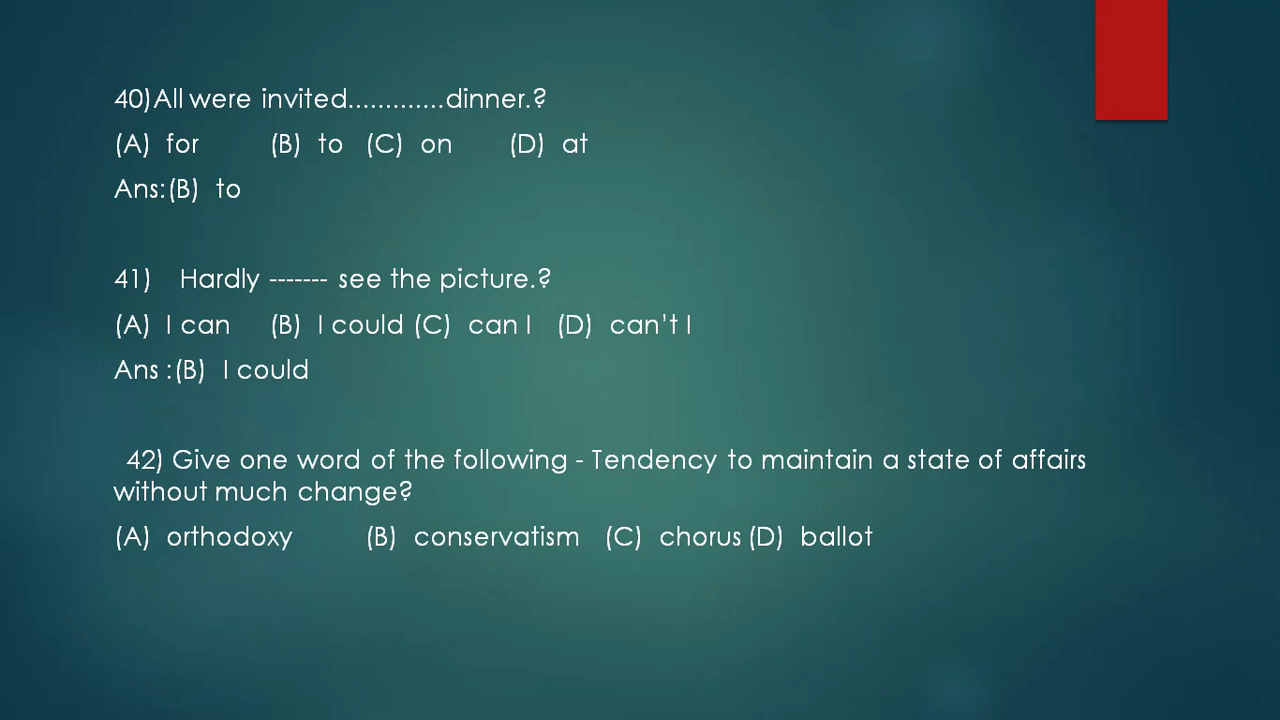 40)All were invited.............dinner.?
(A) for (B) to (C) on (D) at
Ans:(B) to
41) Hardly ------- see the picture.?
(A) I can (B) I could (C) can I (D) can't I
Ans :(B) I could
42) Give one word of the following - Tendency to maintain a state of affairs
without much change?
(A) orthodoxy (B) conservatism (C) chorus (D) ballot